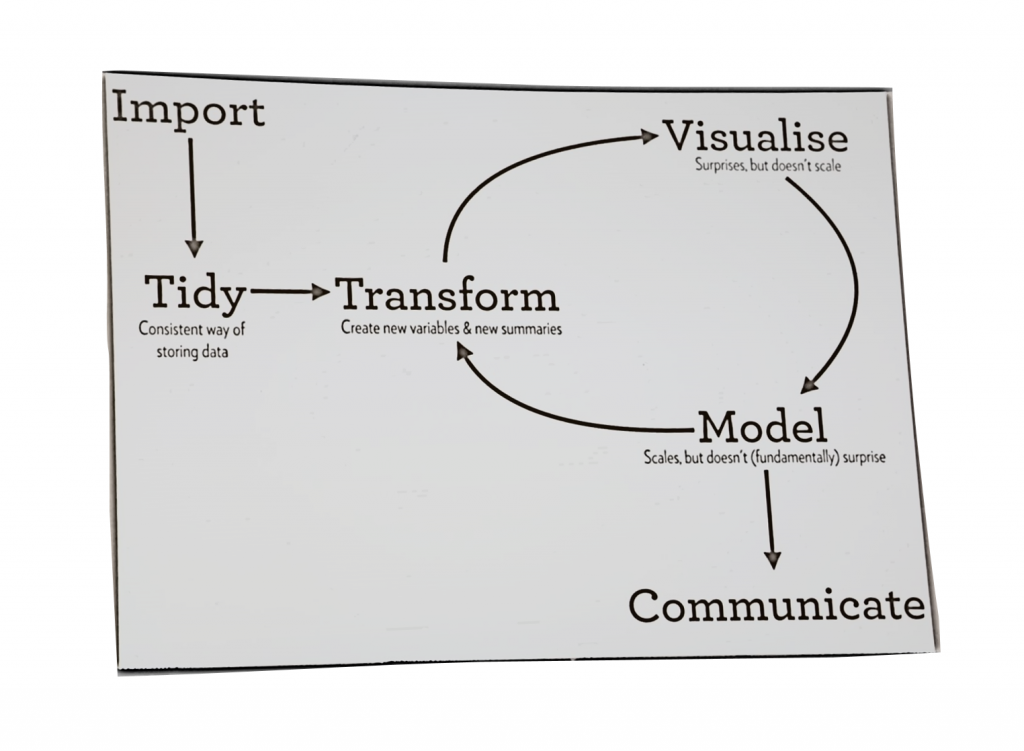 Import
Visualise
Surprises, but doesn't scale
Tidy
Consistent way of
storing data
Transform
Create new variables & new summaries
Model
Scales, but doesn't (fundamentally) surprise
Communicate